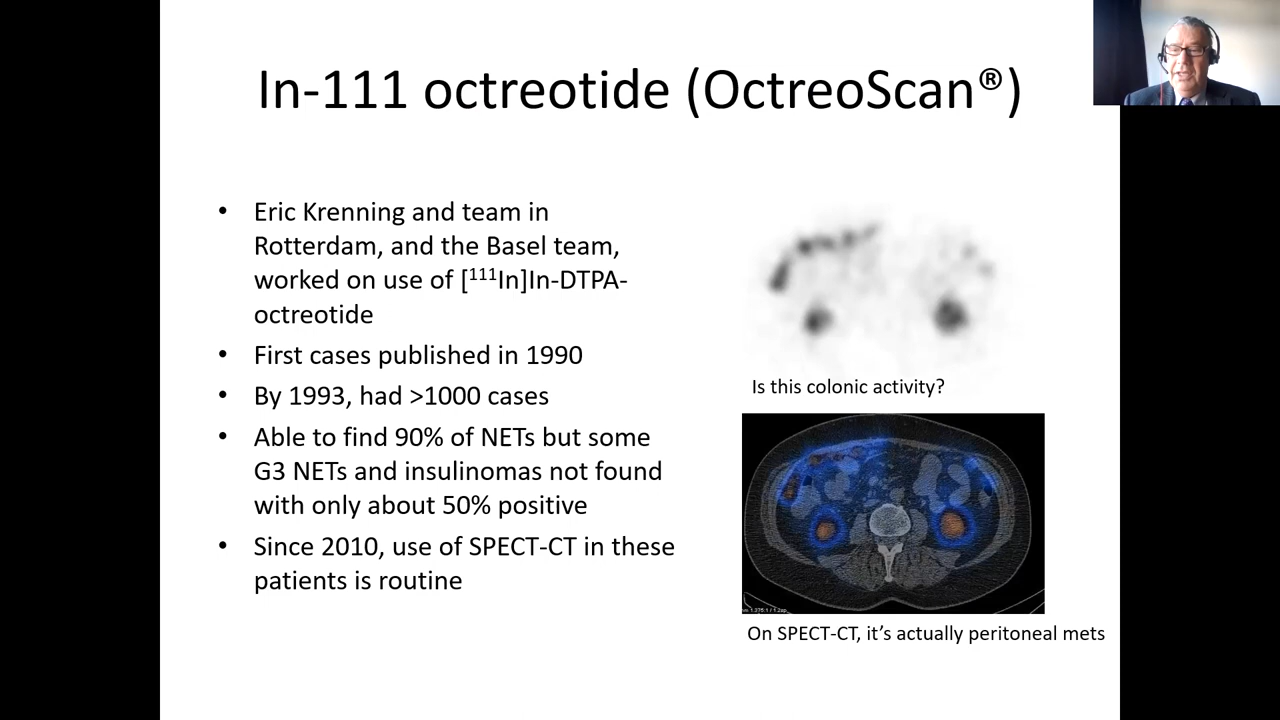 In-111 octreotide (OctreoScan®)
• Eric Krenning and team in
Rotterdam, and the Basel team,
worked on use of [¹¹¹In]In-DTPA-
octreotide
• First cases published in 1990
• By 1993, had >1000 cases
• Able to find 90% of NETs but some
G3 NETs and insulinomas not found
with only about 50% positive
• Since 2010, use of SPECT-CT in these
patients is routine
Is this colonic activity?
On SPECT-CT, it’s actually peritoneal mets